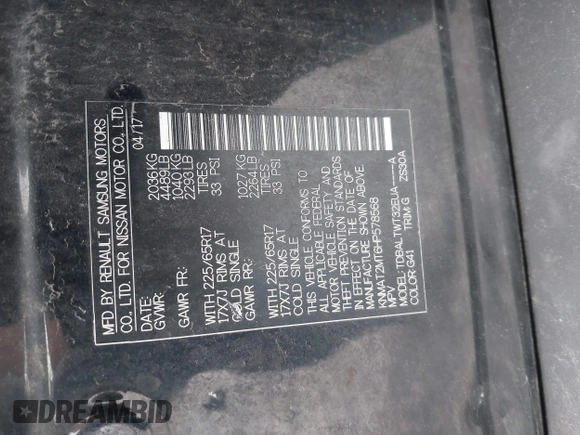 MFD BY RENAULT SAMSUNG MOTORS
CO. LTD. FOR NISSAN MOTOR CO. LTD.
DATE: 04/17
GVWR: 2036KG
4489LB
GAWR FR: 1040KG
2293LB
WITH 225/65R17 TIRES
17X7J RIMS AT 33 PSI
COLD SINGLE
GAWR RR: 1027KG
2264LB
WITH 225/65R17 TIRES
17X7J RIMS AT 33 PSI
COLD SINGLE
THIS VEHICLE CONFORMS TO
ALL APPLICABLE FEDERAL
MOTOR VEHICLE SAFETY AND
THEFT PREVENTION STANDARDS
IN EFFECT ON THE DATE OF
MANUFACTURE SHOWN ABOVE.
KNMAT2MT6HP578568
MPV
MODEL: TDBALTWT32EUA----A
COLOR: G41 TRIM: G ZS30A
DREAMBID